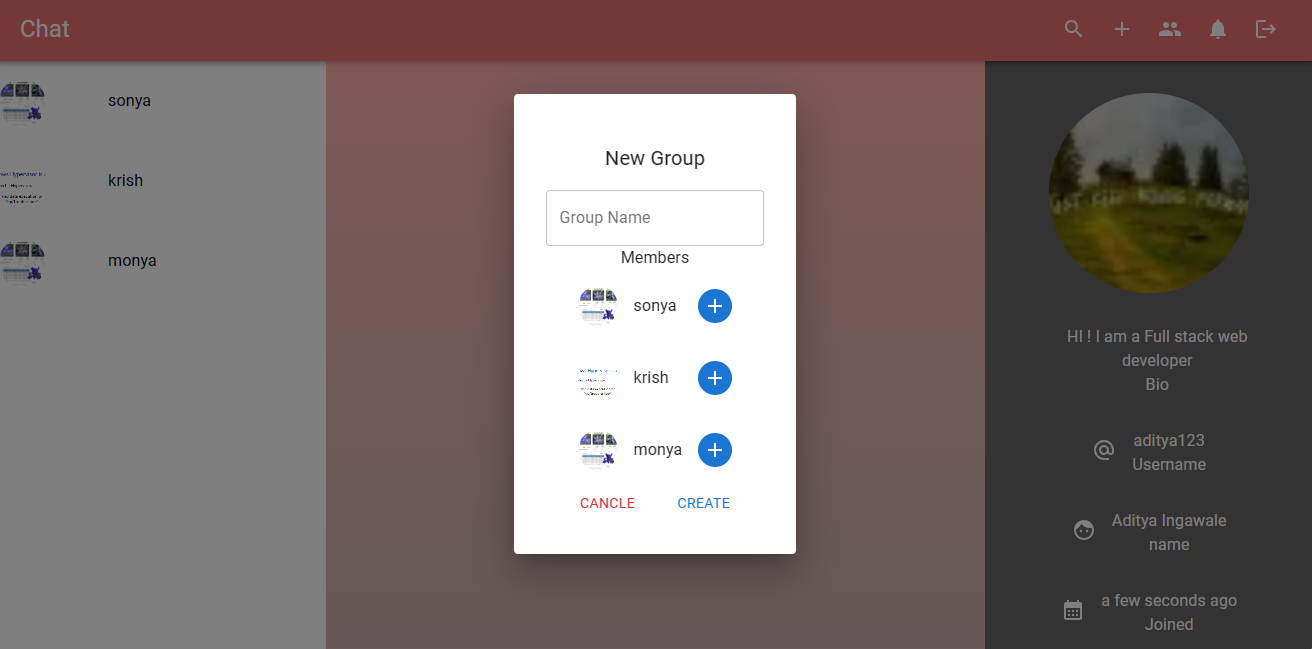 Chat
sonya
krish
monya
New Group
Group Name
Members
sonya
krish
monya
CANCLE
CREATE
HI ! I am a Full stack web
developer
Bio
aditya123
Username
Aditya Ingawale
name
a few seconds ago
Joined